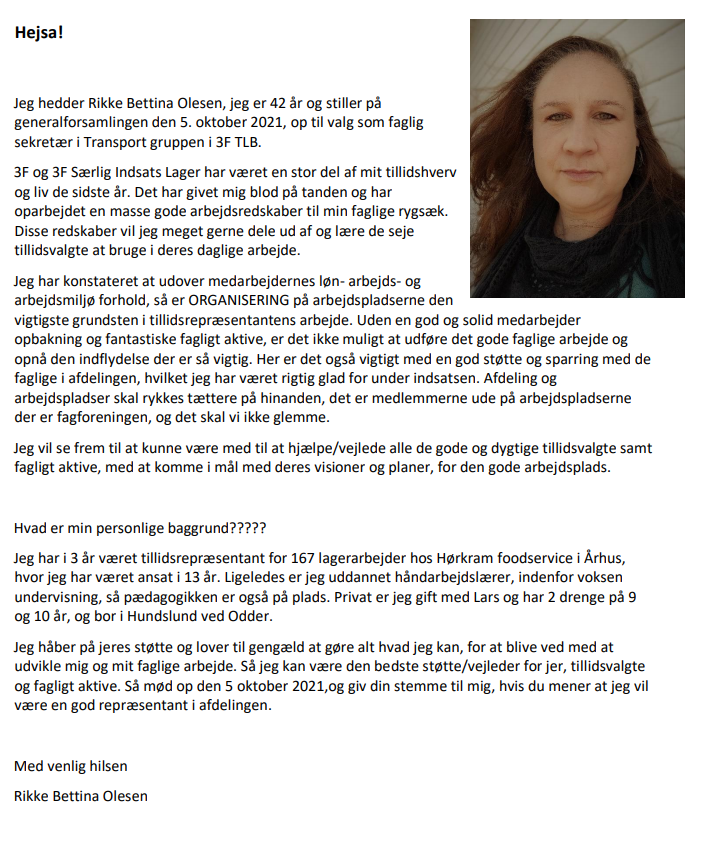 Hejsa!
Jeg hedder Rikke Bettina Olesen, jeg er 42 år og stiller på
generalforsamlingen den 5. oktober 2021, op til valg som faglig
sekretær i Transport gruppen i 3F TLB.
3F og 3F Særlig Indsats Lager har været en stor del af mit tillidshverv
og liv de sidste år. Det har givet mig blod på tanden og har
oparbejdet en masse gode arbejdsredskaber til min faglige rygsæk.
Disse redskaber vil jeg meget gerne dele ud af og lære de seje
tillidsvalgte at bruge i deres daglige arbejde.
Jeg har konstateret at udover medarbejdernes løn- arbejds- og
arbejdsmiljø forhold, så er ORGANISERING på arbejdspladserne den
vigtigste grundsten i tillidsrepræsentantens arbejde. Uden en god og solid medarbejder
opbakning og fantastiske fagligt aktive, er det ikke muligt at udføre det gode faglige arbejde og
opnå den indflydelse der er så vigtig. Her er det også vigtigt med en god støtte og sparring med de
faglige i afdelingen, hvilket jeg har været rigtig glad for under indsatsen. Afdeling og
arbejdspladser skal rykkes tættere på hinanden, det er medlemmerne ude på arbejdspladserne
der er fagforeningen, og det skal vi ikke glemme.
Jeg vil se frem til at kunne være med til at hjælpe/vejlede alle de gode og dygtige tillidsvalgte samt
fagligt aktive, med at komme i mål med deres visioner og planer, for den gode arbejdsplads.
Hvad er min personlige baggrund?????
Jeg har i 3 år været tillidsrepræsentant for 167 lagerarbejder hos Hørkram foodservice i Århus,
hvor jeg har været ansat i 13 år. Ligeledes er jeg uddannet håndarbejdslærer, indenfor voksen
undervisning, så pædagogikken er også på plads. Privat er jeg gift med Lars og har 2 drenge på 9
og 10 år, og bor i Hundslund ved Odder.
Jeg håber på jeres støtte og lover til gengæld at gøre alt hvad jeg kan, for at blive ved med at
udvikle mig og mit faglige arbejde. Så jeg kan være den bedste støtte/vejleder for jer, tillidsvalgte
og fagligt aktive. Så mød op den 5 oktober 2021,og giv din stemme til mig, hvis du mener at jeg vil
være en god repræsentant i afdelingen.
Med venlig hilsen
Rikke Bettina Olesen